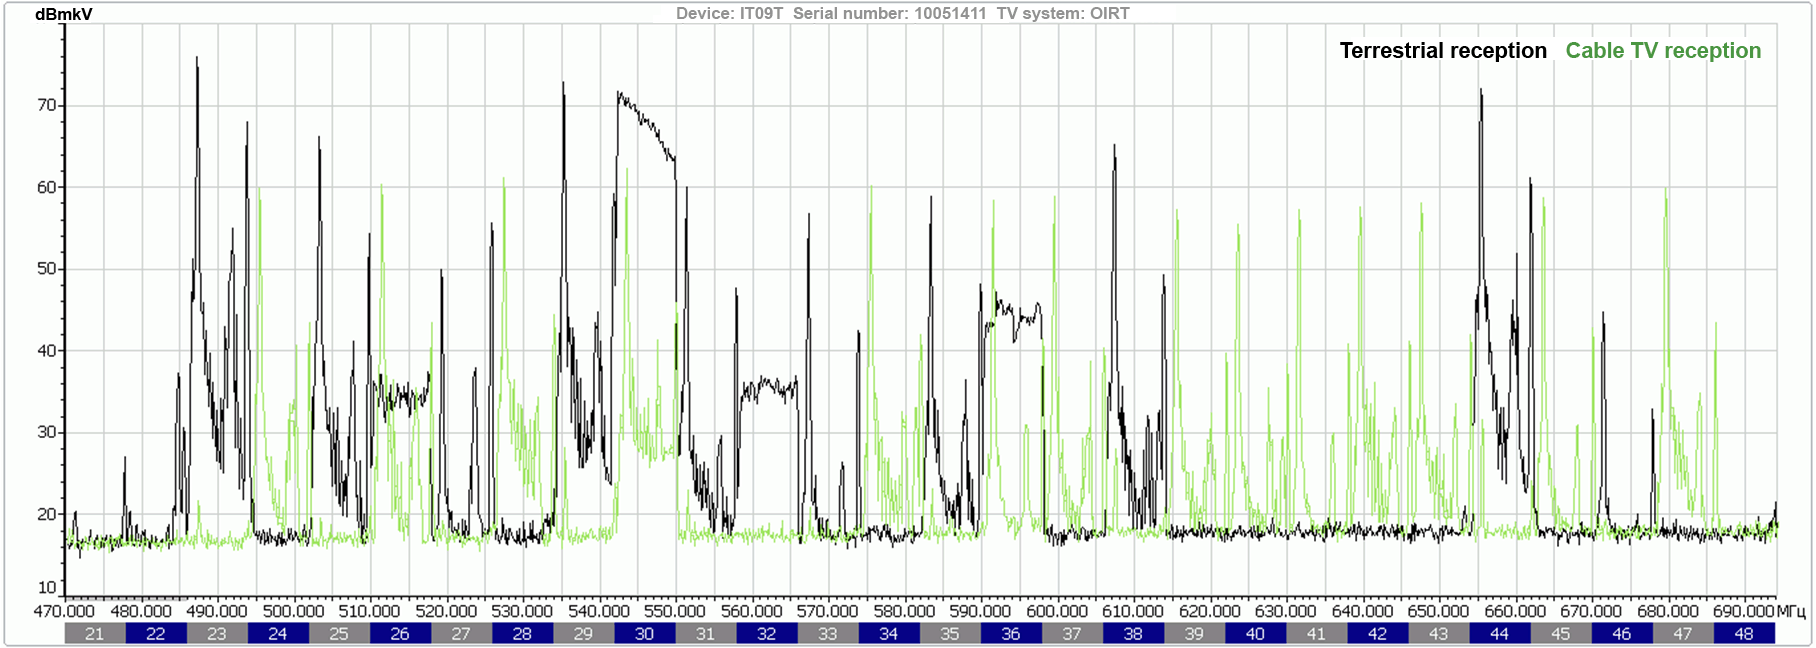 dBmkV
Device: IT09T Serial number: 10051411 TV system: OIRT
Terrestrial reception Cable TV reception
70
60
50
40
30
20
10
470.000 480.000 490.000 500.000 510.000 520.000 530.000 540.000 550.000 560.000 570.000 580.000 590.000 600.000 610.000 620.000 630.000 640.000 650.000 660.000 670.000 680.000 690.000 МГц
21 22 23 24 25 26 27 28 29 30 31 32 33 34 35 36 37 38 39 40 41 42 43 44 45 46 47 48